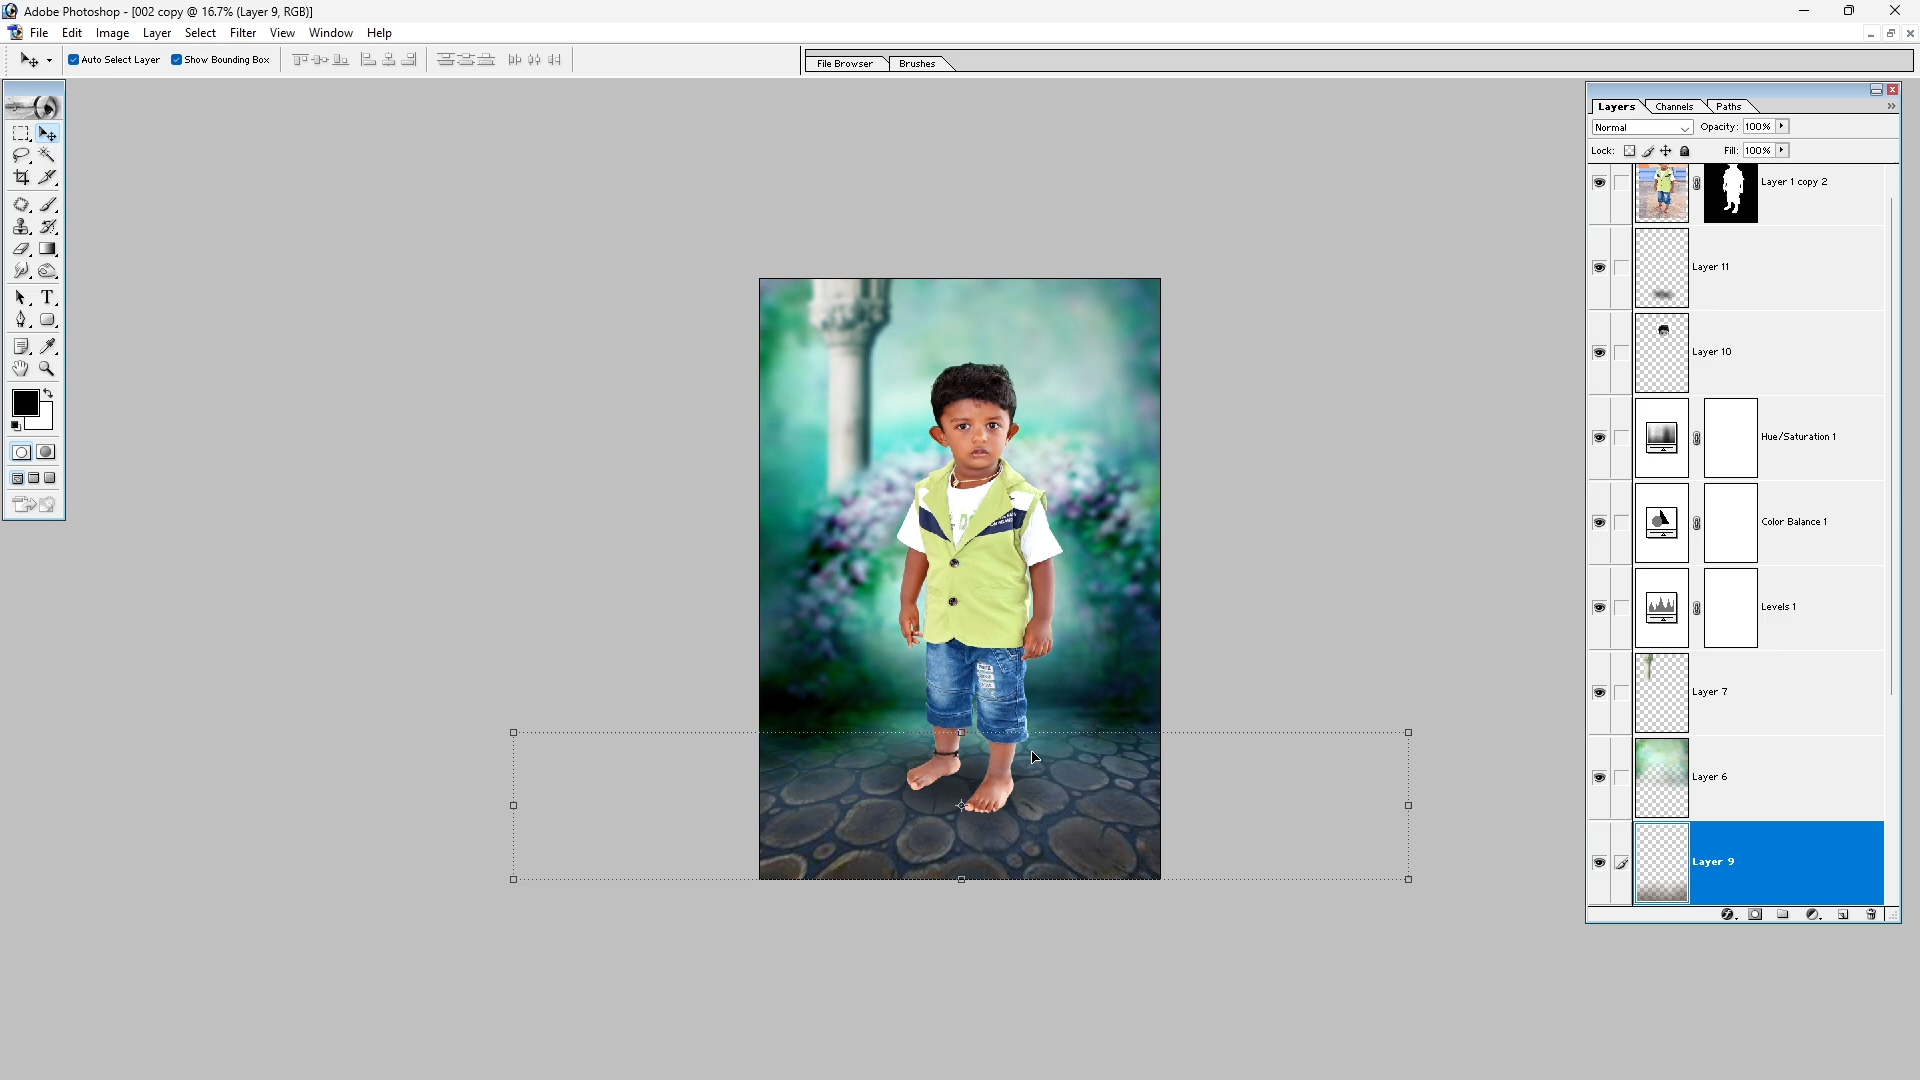 Adobe Photoshop - [002 copy @ 16.7% (Layer 9, RGB)]
File Edit Image Layer Select Filter View Window Help
Auto Select Layer Show Bounding Box
File Browser Brushes
Layers Channels Paths
Normal Opacity: 100%
Lock: Fill: 100%
Layer 1 copy 2
Layer 11
Layer 10
Hue/Saturation 1
Color Balance 1
Levels 1
Layer 7
Layer 6
Layer 9